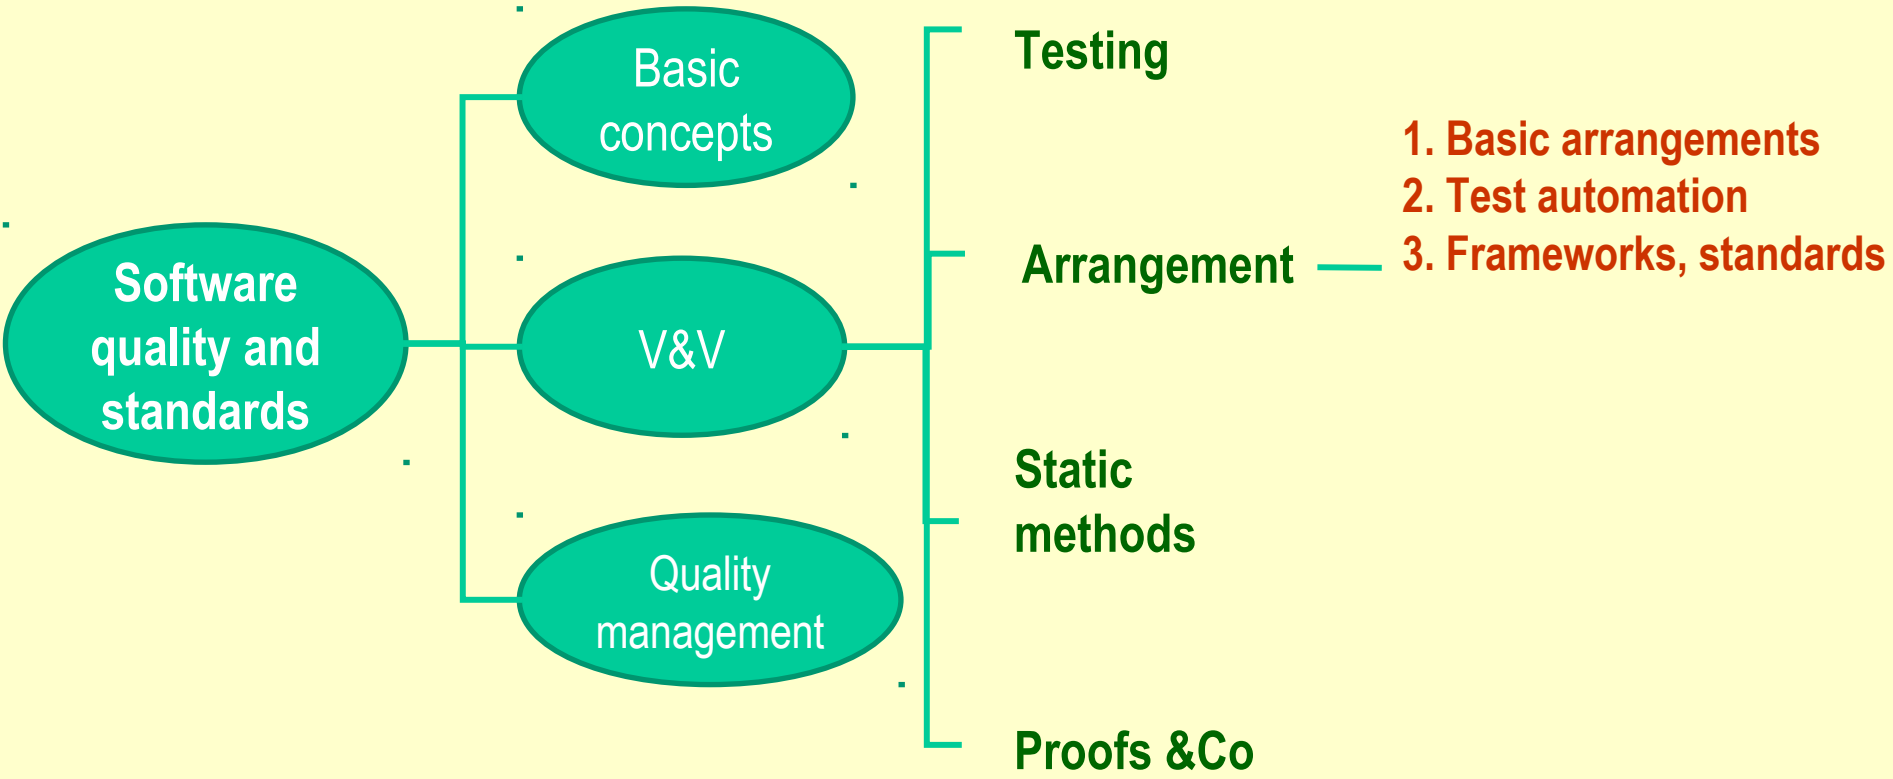 Software
quality and
standards
Basic
concepts
V&V
Quality
management
Testing
Arrangement
Static
methods
Proofs &Co
1. Basic arrangements
2. Test automation
3. Frameworks, standards